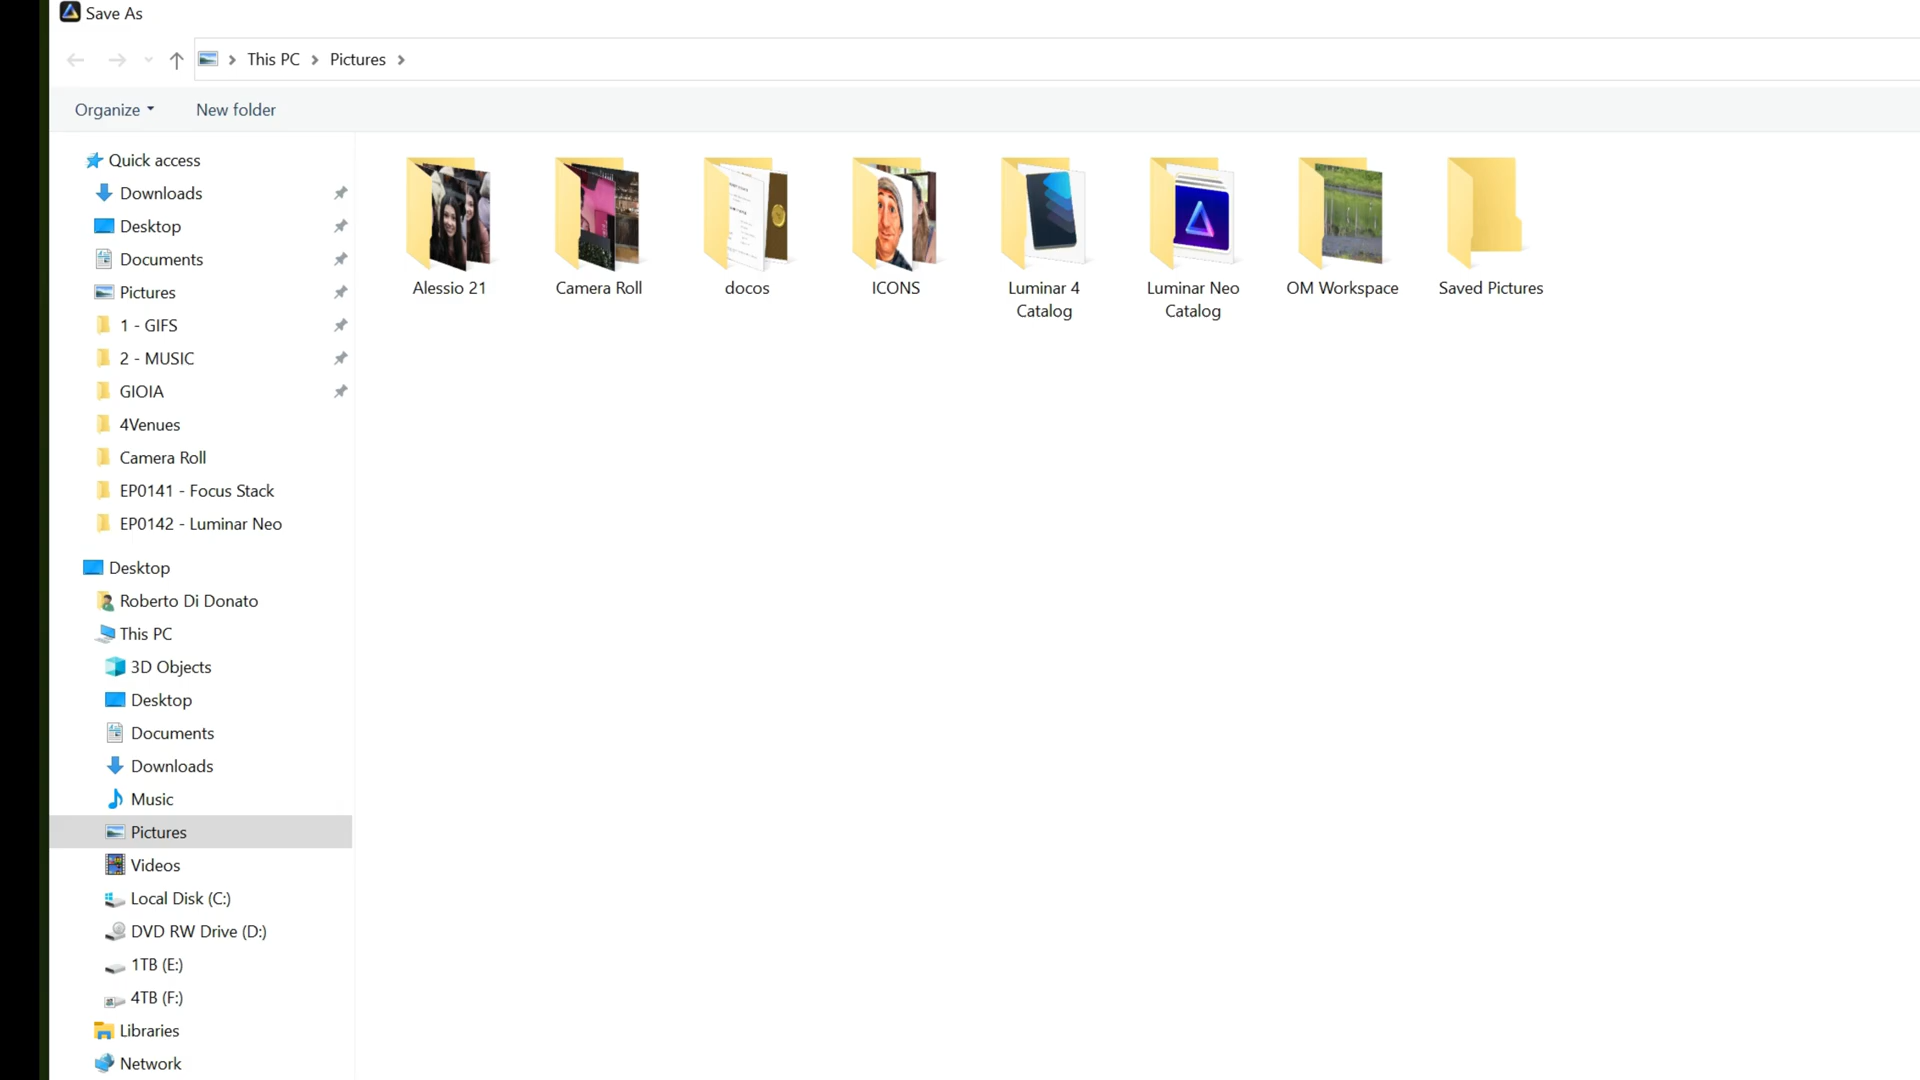 Save As
This PC
Pictures
Organize
New folder
Quick access
Downloads
Desktop
Documents
Pictures
1 - GIFS
2 - MUSIC
GIOIA
4Venues
Camera Roll
EP0141 - Focus Stack
EP0142 - Luminar Neo
Desktop
Roberto Di Donato
This PC
3D Objects
Desktop
Documents
Downloads
Music
Pictures
Videos
Local Disk (C:)
DVD RW Drive (D:)
1TB (E:)
4TB (F:)
Libraries
Network
Alessio 21
Camera Roll
docos
ICONS
Luminar 4
Catalog
Luminar Neo
Catalog
OM Workspace
Saved Pictures